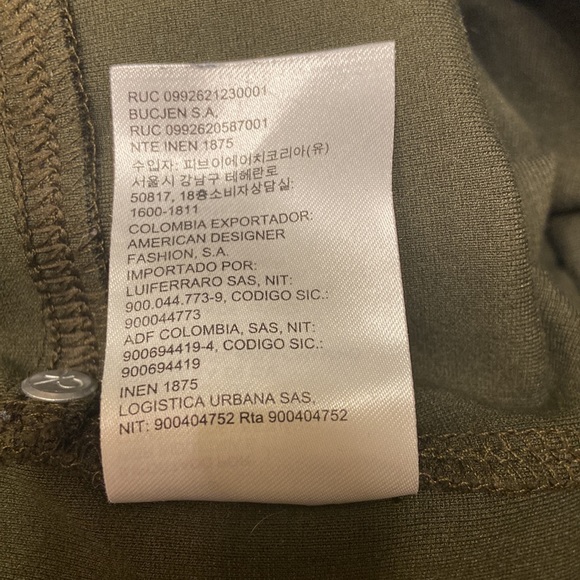 RUC 0992621230001
BUCJEN S.A,
RUC 0992620587001
NTE INEN 1875
수입자: 피브이에이치코리아(유)
서울시 강남구 테헤란로
50817, 18층소비자상담실:
1600-1811
COLOMBIA EXPORTADOR:
AMERICAN DESIGNER
FASHION, S.A.
IMPORTADO POR:
LUIFERRARO SAS, NIT:
900.044.773-9, CODIGO SIC.:
900044773
ADF COLOMBIA, SAS, NIT:
900694419-4, CODIGO SIC.:
900694419
INEN 1875
LOGISTICA URBANA SAS,
NIT: 900404752 Rta 900404752